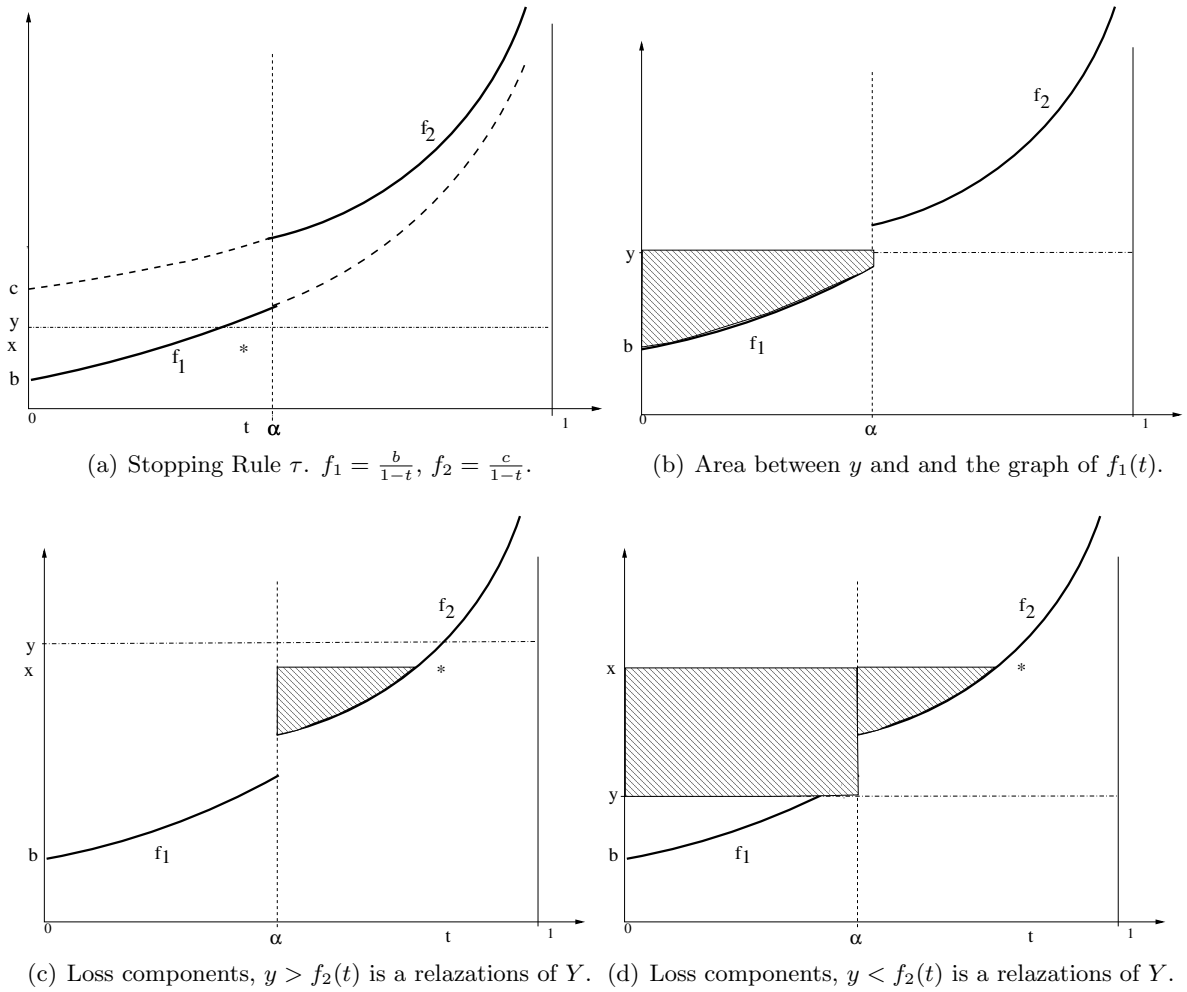 f2
c
y
x
b
f1
*
0
t
α
1
(a) Stopping Rule τ. f₁ = b/(1−t), f₂ = c/(1−t).
f2
y
b
f1
0
α
1
(b) Area between y and and the graph of f₁(t).
f2
y
x
*
b
f1
0
α
t
1
(c) Loss components, y > f₂(t) is a relazations of Y.
f2
x
*
y
b
f1
0
α
t
1
(d) Loss components, y < f₂(t) is a relazations of Y.